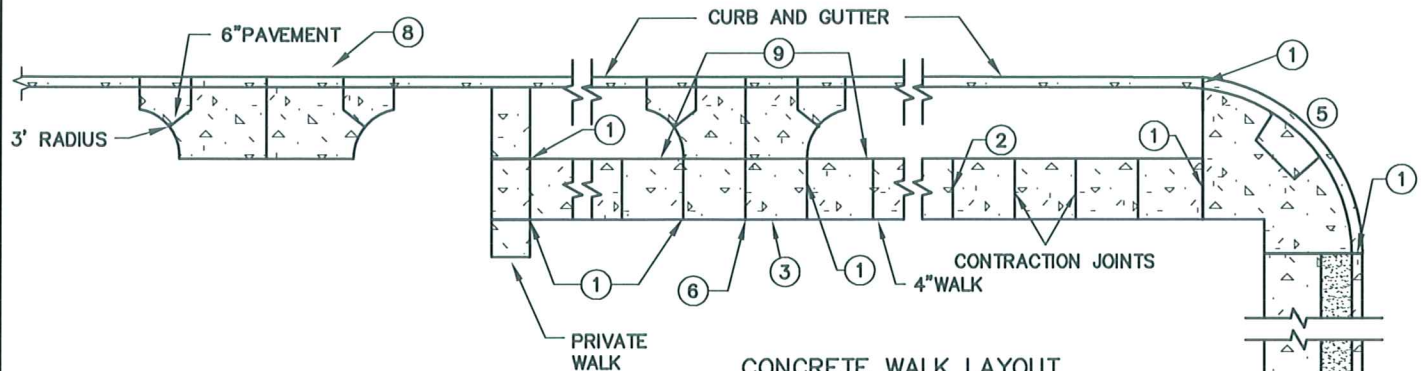 CURB AND GUTTER
6"PAVEMENT
8
9
1
3' RADIUS
5
1
2
1
1
CONTRACTION JOINTS
1
6
3
1
4"WALK
PRIVATE
WALK
CONCRETE WALK LAYOUT